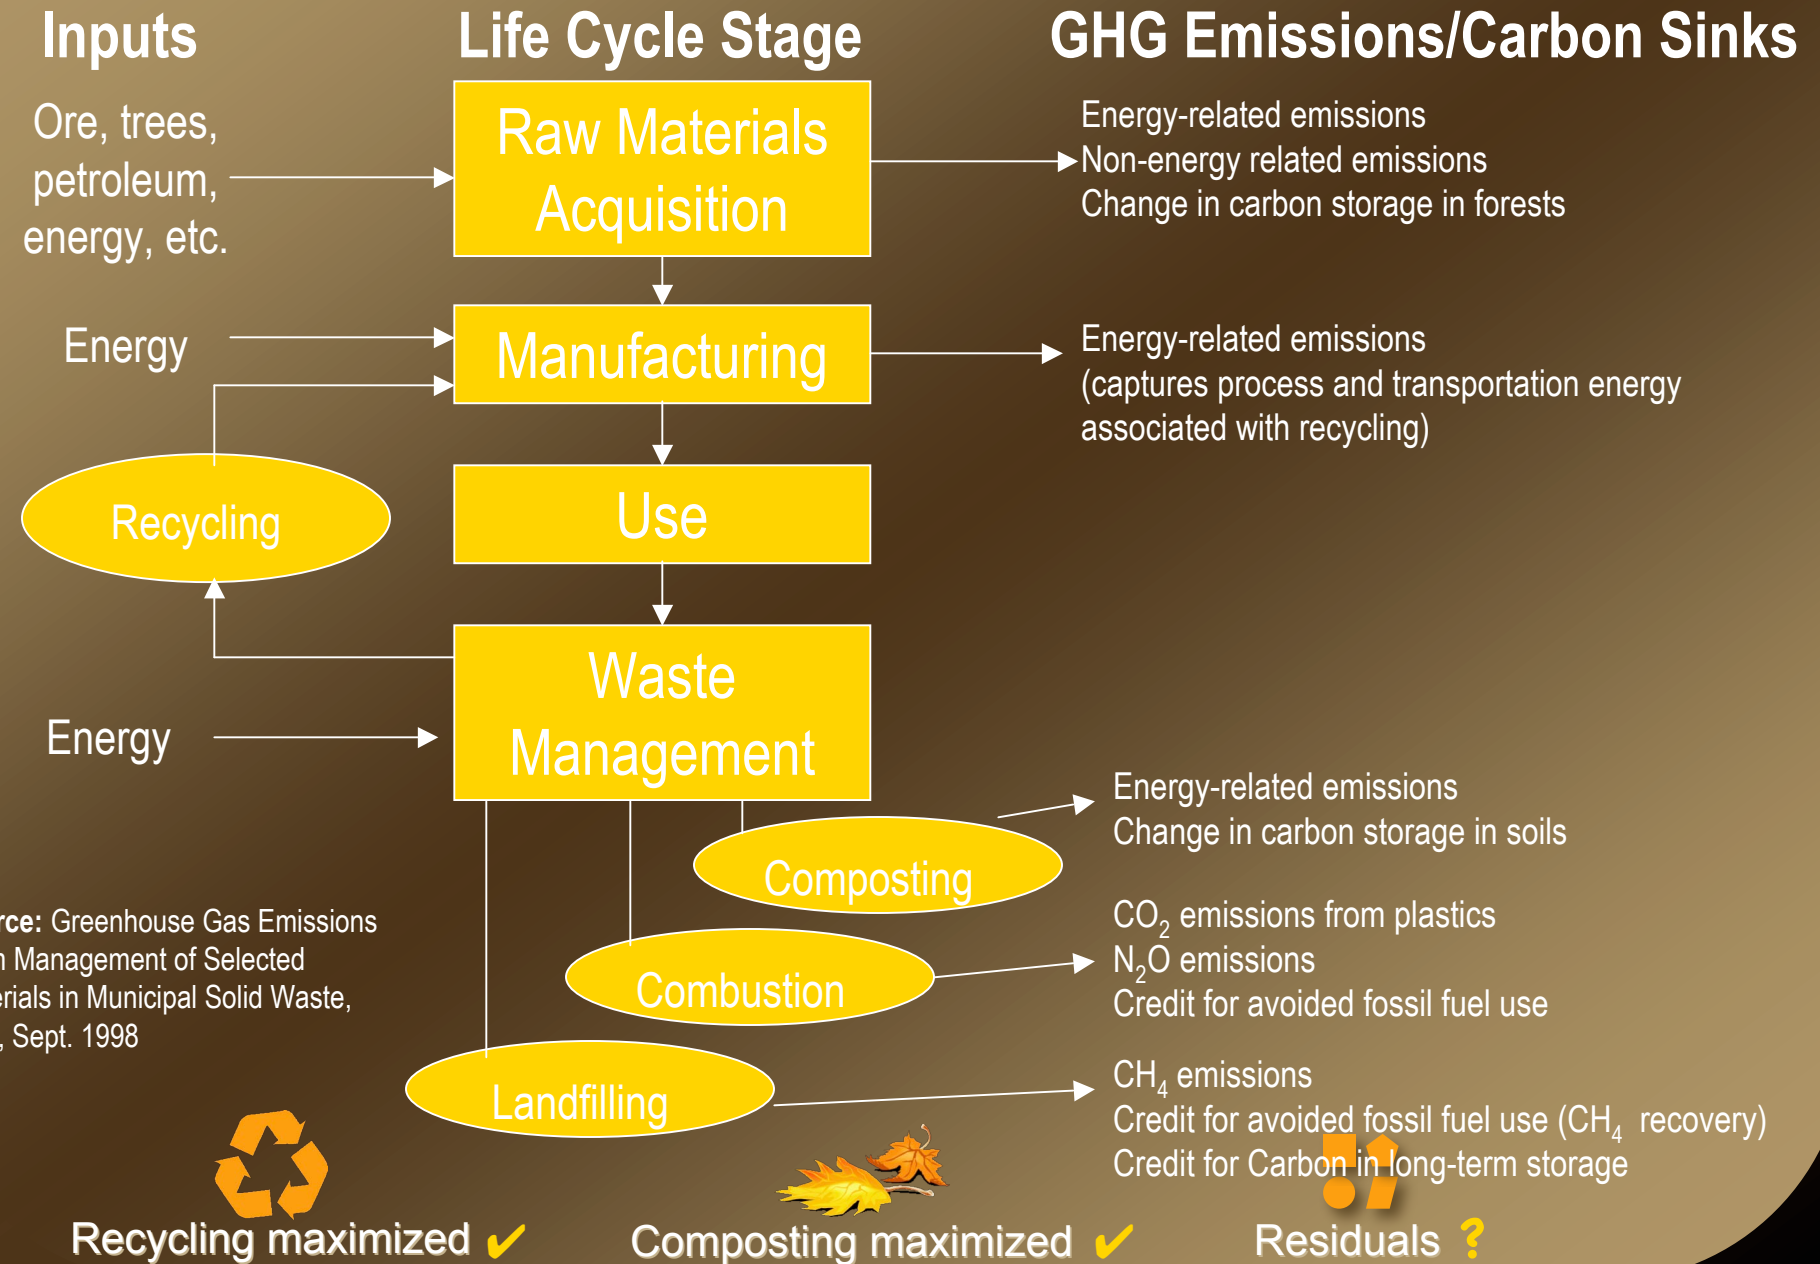 Inputs
Life Cycle Stage
GHG Emissions/Carbon Sinks
Ore, trees,
petroleum,
energy, etc.
Raw Materials
Acquisition
Energy-related emissions
Non-energy related emissions
Change in carbon storage in forests
Energy
Manufacturing
Energy-related emissions
(captures process and transportation energy
associated with recycling)
Recycling
Use
Waste
Management
Energy
Composting
Energy-related emissions
Change in carbon storage in soils
Combustion
CO₂ emissions from plastics
N₂O emissions
Credit for avoided fossil fuel use
Landfilling
CH₄ emissions
Credit for avoided fossil fuel use (CH₄ recovery)
Credit for Carbon in long-term storage
Greenhouse Gas Emissions
Management of Selected
in Municipal Solid Waste,
, Sept. 1998
Recycling maximized ✔
Composting maximized ✔
Residuals ?